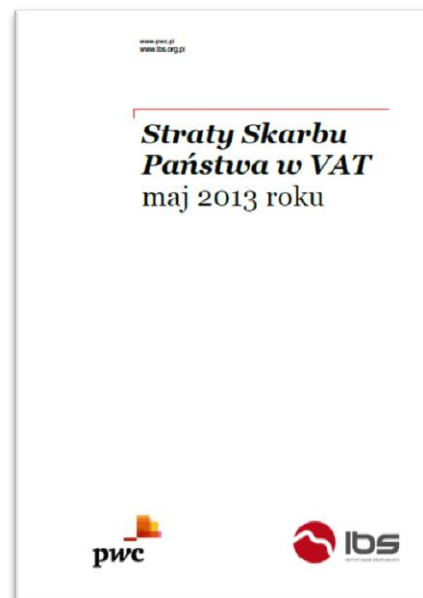 www.pwc.pl
www.ibs.org.pl
Straty Skarbu
Państwa w VAT
maj 2013 roku
pwc
ibs